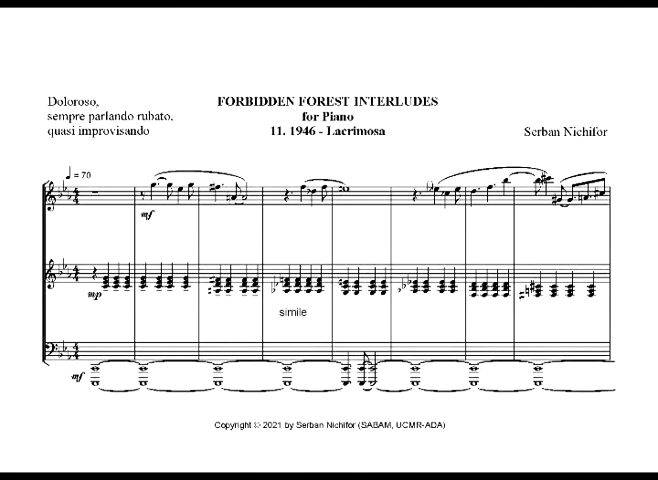 Doloroso,
sempre parlando rubato,
quasi improvisando
FORBIDDEN FOREST INTERLUDES
for Piano
11. 1946 - Lacrimosa
Serban Nichifor
♩ = 70
mf
mp
simile
mf
Copyright © 2021 by Serban Nichifor (SABAM, UCMR-ADA)